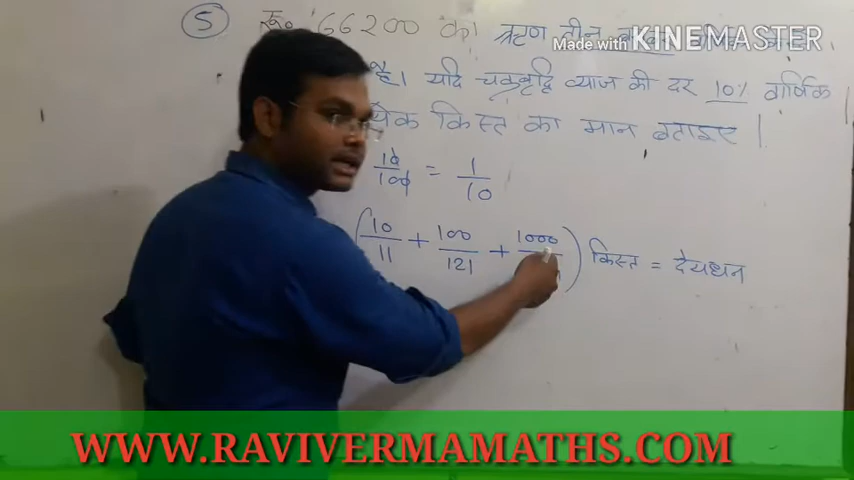 (5) रू० 66200 का ऋण तीन
Made with KINEMASTER
है। यदि चक्रवृद्धि ब्याज की दर 10% वार्षिक
किस्त का मान बताइए |
10/100 = 1/10
(10/11 + 100/121 + 1000/) किस्त = देयधन
WWW.RAVIVERMAMATHS.COM